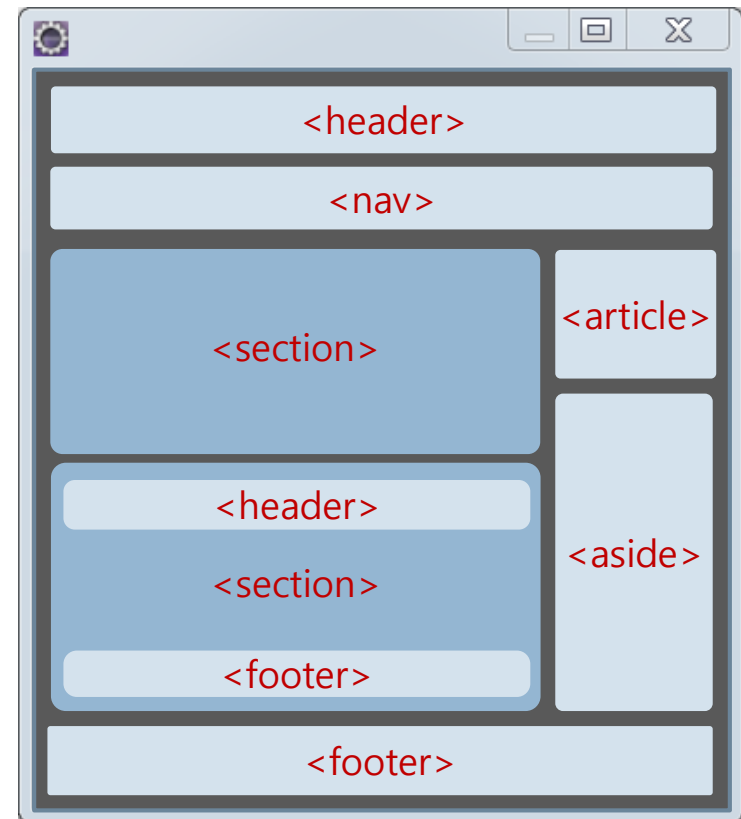 <header>
<nav>
<section>
<article>
<header>
<section>
<footer>
<aside>
<footer>